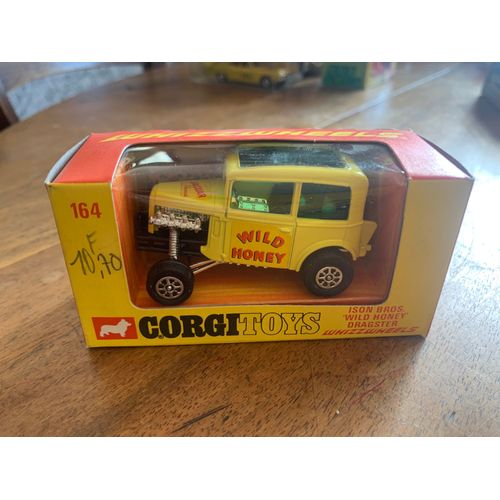 WHIZZWHEELS
164
10F,70
WILD
HONEY
CORGI TOYS
ISON BROS.
'WILD HONEY'
DRAGSTER
WHIZZWHEELS